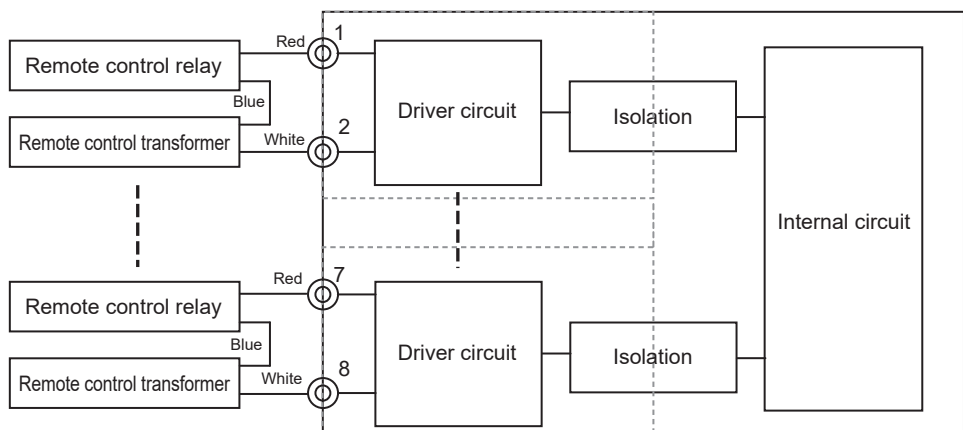 Red
1
Remote control relay
Blue
Driver circuit
Isolation
Remote control transformer
White
2
Internal circuit
Red
7
Remote control relay
Blue
Driver circuit
Isolation
Remote control transformer
White
8